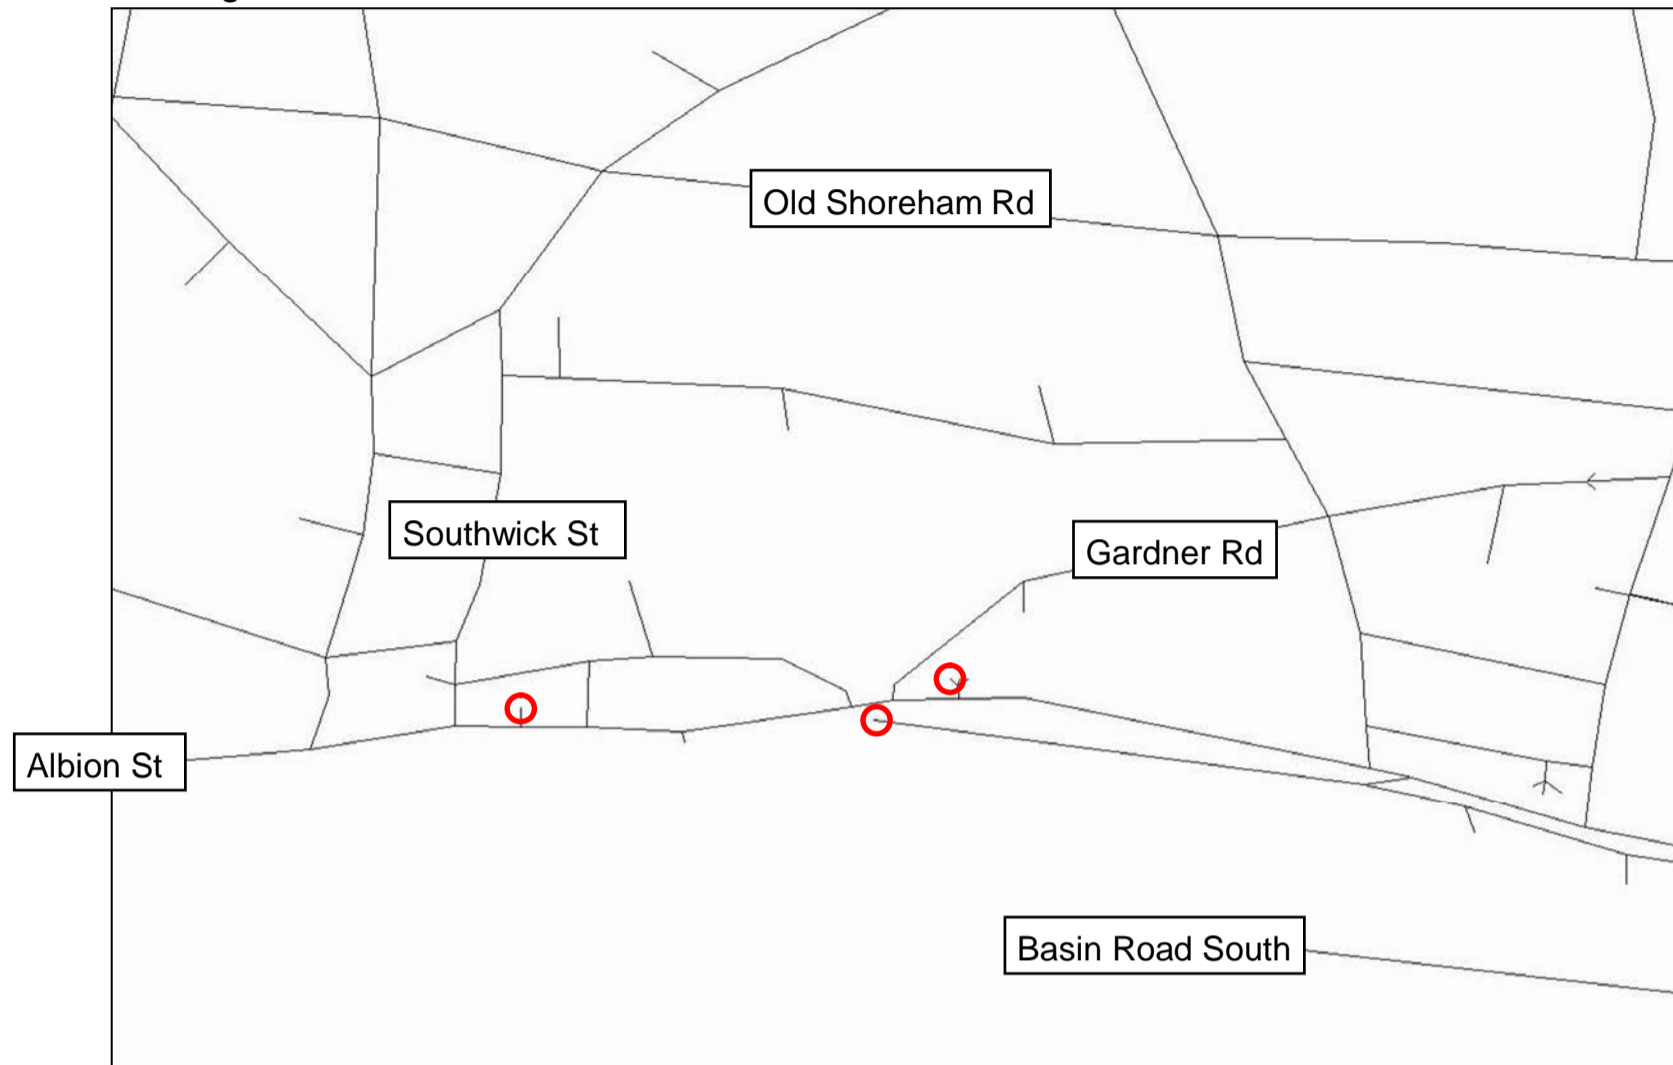 Old Shoreham Rd
Southwick St
Gardner Rd
Albion St
Basin Road South